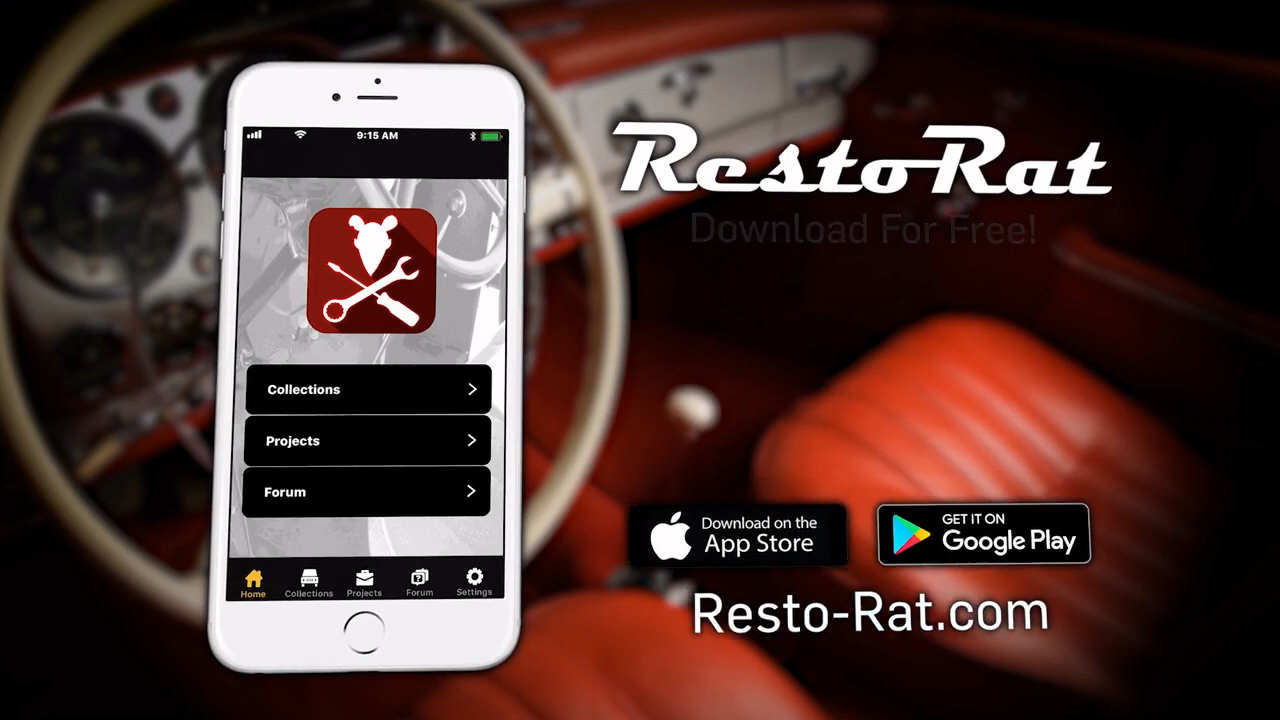 9:15 AM
Collections
Projects
Forum
Home Collections Projects Forum Settings
RestoRat
Download For Free!
Download on the
App Store
GET IT ON
Google Play
Resto-Rat.com